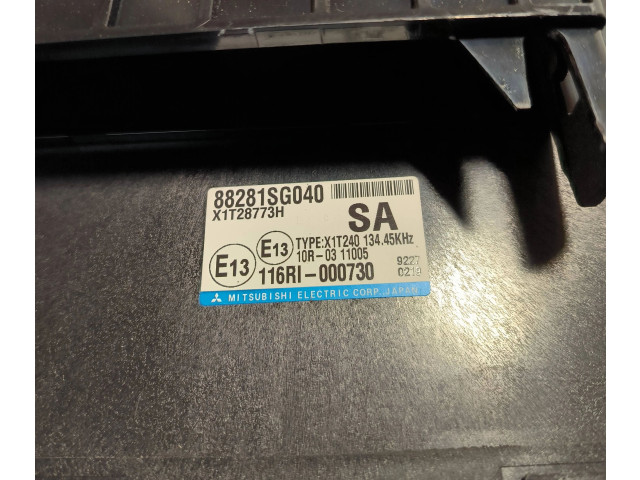 88281SG040
X1T28773H
SA
E13
E13
TYPE:X1T240 134.45KHz
10R-03 11005
116RI-000730
9227
0219
MITSUBISHI ELECTRIC CORP. JAPAN